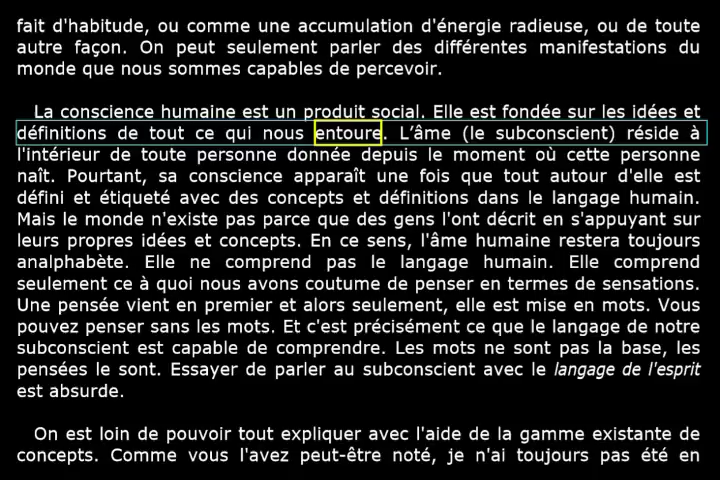 fait d'habitude, ou comme une accumulation d'énergie radieuse, ou de toute
autre façon. On peut seulement parler des différentes manifestations du
monde que nous sommes capables de percevoir.
La conscience humaine est un produit social. Elle est fondée sur les idées et
définitions de tout ce qui nous entoure. L’âme (le subconscient) réside à
l'intérieur de toute personne donnée depuis le moment où cette personne
naît. Pourtant, sa conscience apparaît une fois que tout autour d'elle est
défini et étiqueté avec des concepts et définitions dans le langage humain.
Mais le monde n'existe pas parce que des gens l'ont décrit en s'appuyant sur
leurs propres idées et concepts. En ce sens, l'âme humaine restera toujours
analphabète. Elle ne comprend pas le langage humain. Elle comprend
seulement ce à quoi nous avons coutume de penser en termes de sensations.
Une pensée vient en premier et alors seulement, elle est mise en mots. Vous
pouvez penser sans les mots. Et c'est précisément ce que le langage de notre
subconscient est capable de comprendre. Les mots ne sont pas la base, les
pensées le sont. Essayer de parler au subconscient avec le langage de l'esprit
est absurde.
On est loin de pouvoir tout expliquer avec l'aide de la gamme existante de
concepts. Comme vous l'avez peut-être noté, je n'ai toujours pas été en